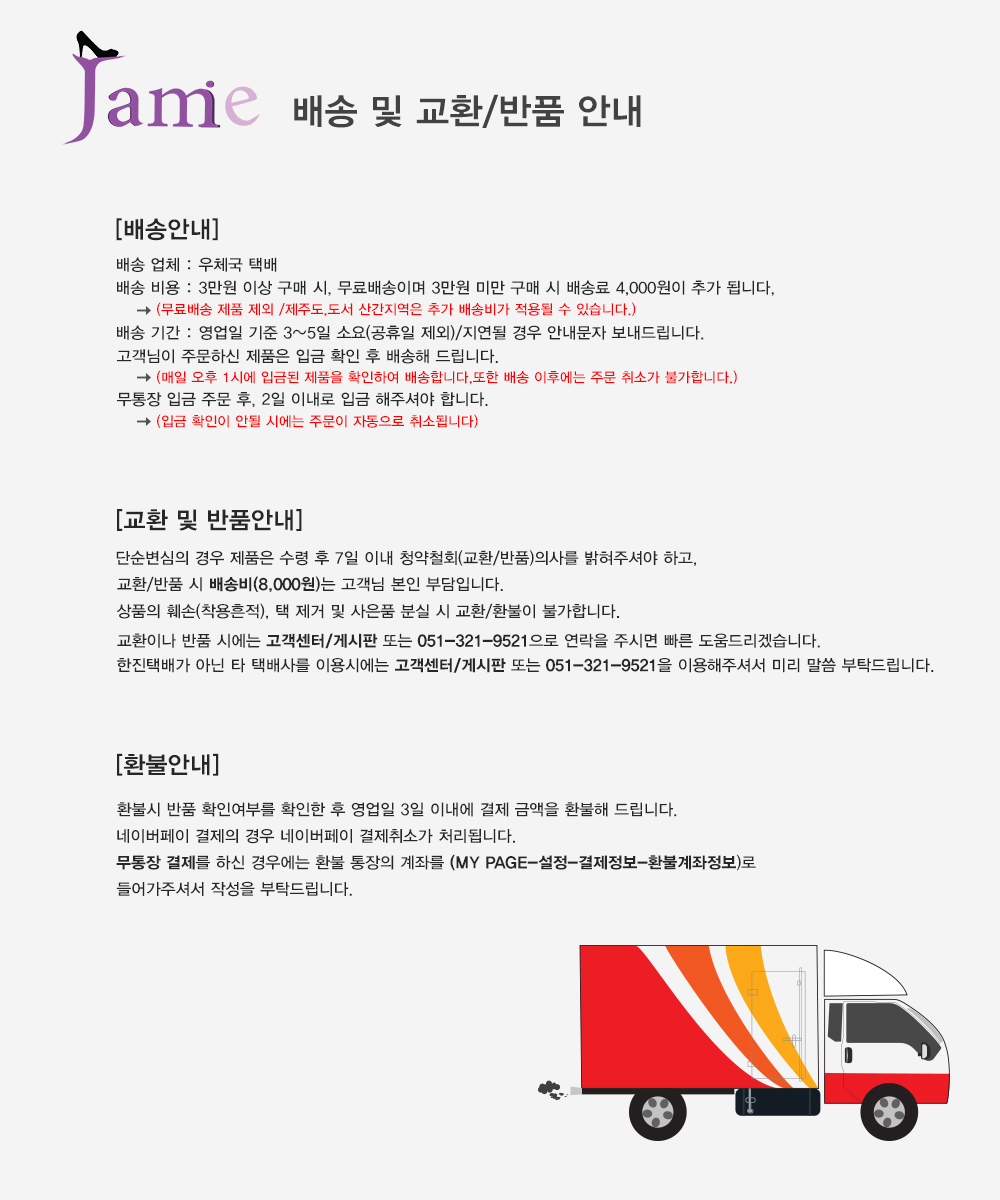 Jamie 배송 및 교환/반품 안내
[배송안내]
배송 업체 : 우체국 택배
배송 비용 : 3만원 이상 구매 시, 무료배송이며 3만원 미만 구매 시 배송료 4,000원이 추가 됩니다,
→ (무료배송 제품 제외 /제주도,도서 산간지역은 추가 배송비가 적용될 수 있습니다.)
배송 기간 : 영업일 기준 3~5일 소요(공휴일 제외)/지연될 경우 안내문자 보내드립니다.
고객님이 주문하신 제품은 입금 확인 후 배송해 드립니다.
→ (매일 오후 1시에 입금된 제품을 확인하여 배송합니다.또한 배송 이후에는 주문 취소가 불가합니다.)
무통장 입금 주문 후, 2일 이내로 입금 해주셔야 합니다.
→ (입금 확인이 안될 시에는 주문이 자동으로 취소됩니다)
[교환 및 반품안내]
단순변심의 경우 제품은 수령 후 7일 이내 청약철회(교환/반품)의사를 밝혀주셔야 하고,
교환/반품 시 배송비(8,000원)는 고객님 본인 부담입니다.
상품의 훼손(착용흔적), 택 제거 및 사은품 분실 시 교환/환불이 불가합니다.
교환이나 반품 시에는 고객센터/게시판 또는 051-321-9521으로 연락을 주시면 빠른 도움드리겠습니다.
한진택배가 아닌 타 택배사를 이용시에는 고객센터/게시판 또는 051-321-9521을 이용해주셔서 미리 말씀 부탁드립니다.
[환불안내]
환불시 반품 확인여부를 확인한 후 영업일 3일 이내에 결제 금액을 환불해 드립니다.
네이버페이 결제의 경우 네이버페이 결제취소가 처리됩니다.
무통장 결제를 하신 경우에는 환불 통장의 계좌를 (MY PAGE-설정-결제정보-환불계좌정보)로
들어가주셔서 작성을 부탁드립니다.